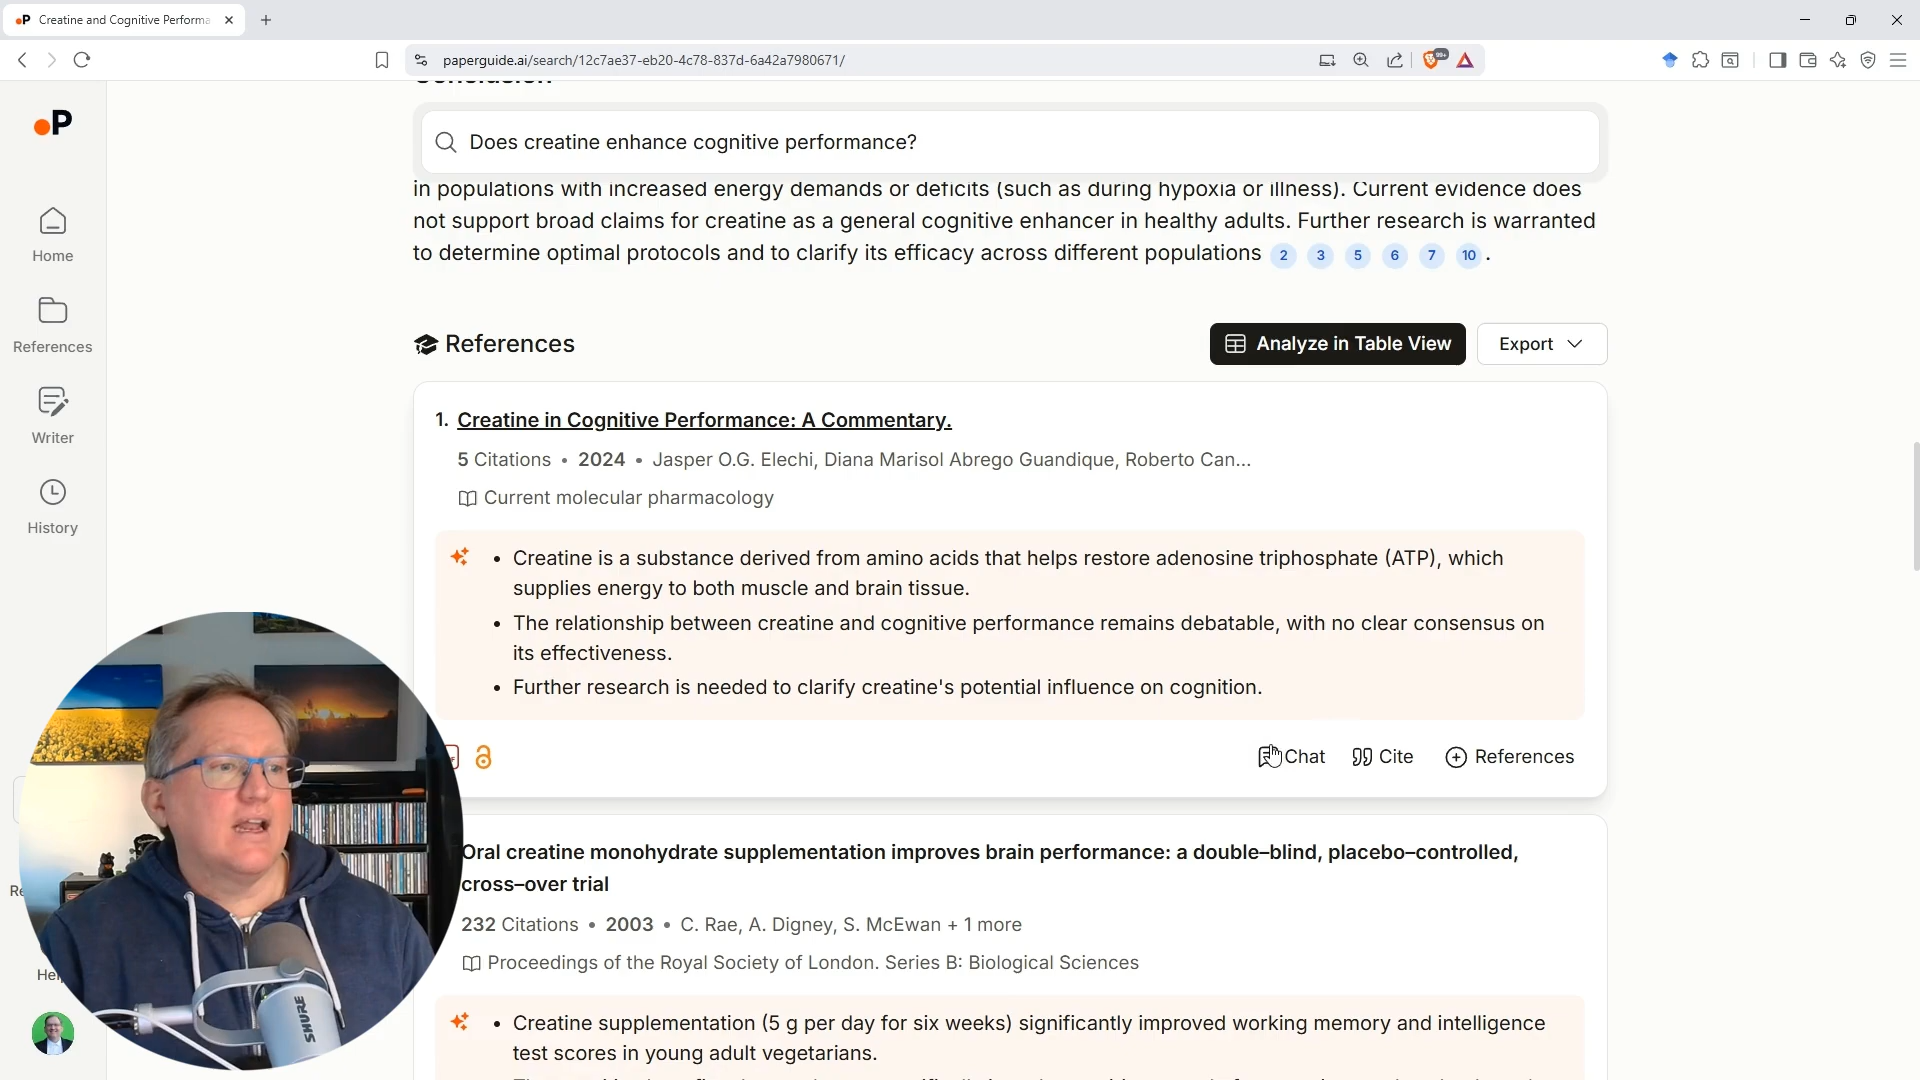 Creatine and Cognitive Performa
paperguide.ai/search/12c7ae37-eb20-4c78-837d-6a42a7980671/
99+
P
Conclusion
Does creatine enhance cognitive performance?
in populations with increased energy demands or deficits (such as during hypoxia or illness). Current evidence does
not support broad claims for creatine as a general cognitive enhancer in healthy adults. Further research is warranted
to determine optimal protocols and to clarify its efficacy across different populations 2 3 5 6 7 10 .
Home
References
Writer
History
References
Analyze in Table View
Export
1. Creatine in Cognitive Performance: A Commentary.
5 Citations • 2024 • Jasper O.G. Elechi, Diana Marisol Abrego Guandique, Roberto Can...
Current molecular pharmacology
• Creatine is a substance derived from amino acids that helps restore adenosine triphosphate (ATP), which
supplies energy to both muscle and brain tissue.
• The relationship between creatine and cognitive performance remains debatable, with no clear consensus on
its effectiveness.
• Further research is needed to clarify creatine's potential influence on cognition.
Chat
Cite
References
Oral creatine monohydrate supplementation improves brain performance: a double–blind, placebo–controlled,
cross–over trial
232 Citations • 2003 • C. Rae, A. Digney, S. McEwan + 1 more
Proceedings of the Royal Society of London. Series B: Biological Sciences
• Creatine supplementation (5 g per day for six weeks) significantly improved working memory and intelligence
test scores in young adult vegetarians.
SHURE